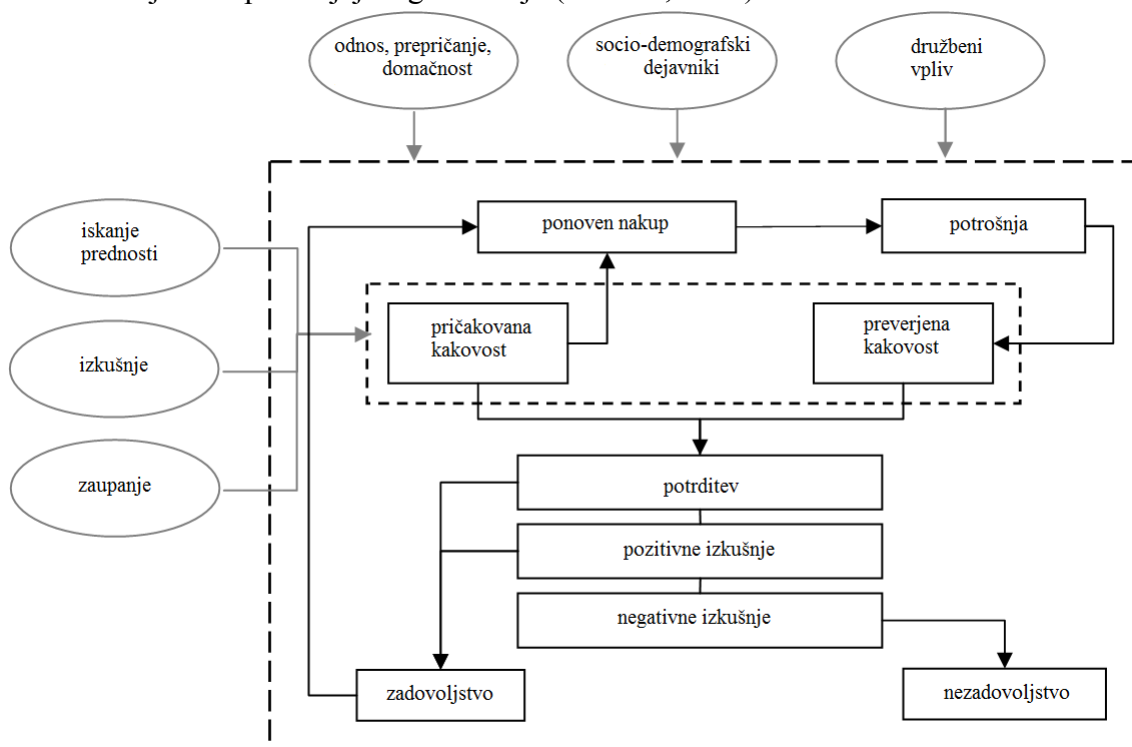 odnos, prepričanje,
domačnost
socio-demografski
dejavniki
družbeni
vpliv
iskanje
prednosti
ponoven nakup
potrošnja
pričakovana
kakovost
preverjena
kakovost
izkušnje
zaupanje
potrditev
pozitivne izkušnje
negativne izkušnje
zadovoljstvo
nezadovoljstvo